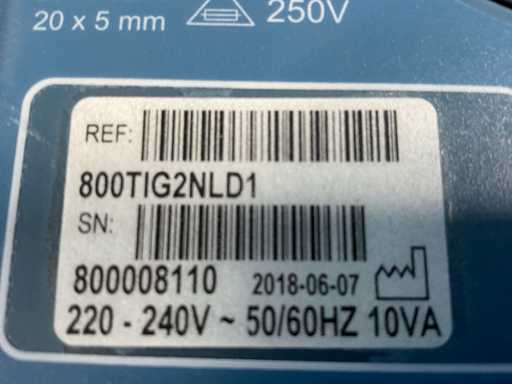 20 x 5 mm 250V
REF:
800TIG2NLD1
SN:
800008110 2018-06-07
220 - 240V ~ 50/60HZ 10VA